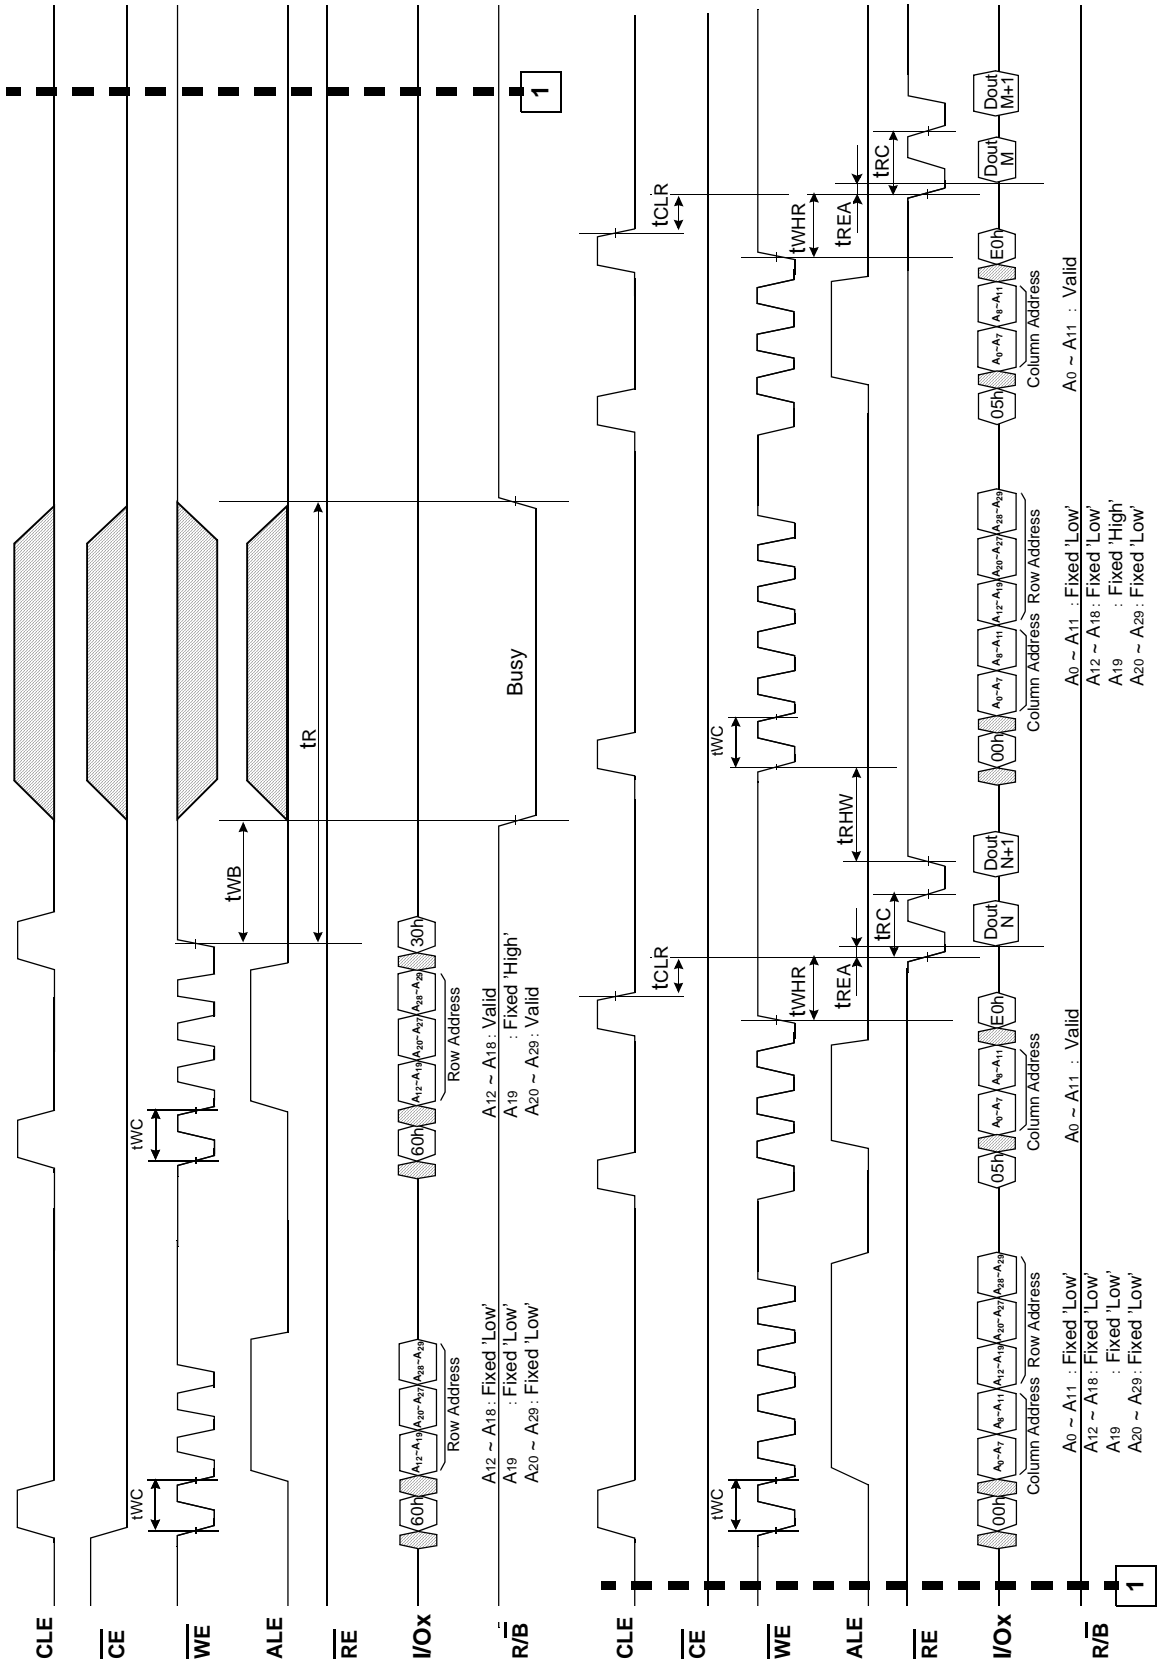 CLE
CE
WE
tWC
tWC
ALE
tWB
RE
tR
I/Ox
60h A12~A19 A20~A27 A28~A29 60h A12~A19 A20~A27 A28~A29 30h
Row Address Row Address
R/B
Busy
A12 ~ A18 : Fixed 'Low'
A19 : Fixed 'Low'
A20 ~ A29 : Fixed 'Low'
A12 ~ A18 : Valid
A19 : Fixed 'High'
A20 ~ A29 : Valid
1
CLE
tCLR
tCLR
CE
WE
tWC
tWHR
tWC
tWHR
ALE
tREA
tRHW
tREA
RE
tRC
tRC
I/Ox
00h A0~A7 A8~A11 A12~A19 A20~A27 A28~A29 05h A0~A7 A8~A11 E0h Dout N Dout N+1 00h A0~A7 A8~A11 A12~A19 A20~A27 A28~A29 05h A0~A7 A8~A11 E0h Dout M Dout M+1
Column Address Row Address Column Address Column Address Row Address Column Address
R/B
A0 ~ A11 : Fixed 'Low'
A12 ~ A18 : Fixed 'Low'
A19 : Fixed 'Low'
A20 ~ A29 : Fixed 'Low'
A0 ~ A11 : Valid
A0 ~ A11 : Fixed 'Low'
A12 ~ A18 : Fixed 'Low'
A19 : Fixed 'High'
A20 ~ A29 : Fixed 'Low'
A0 ~ A11 : Valid
1